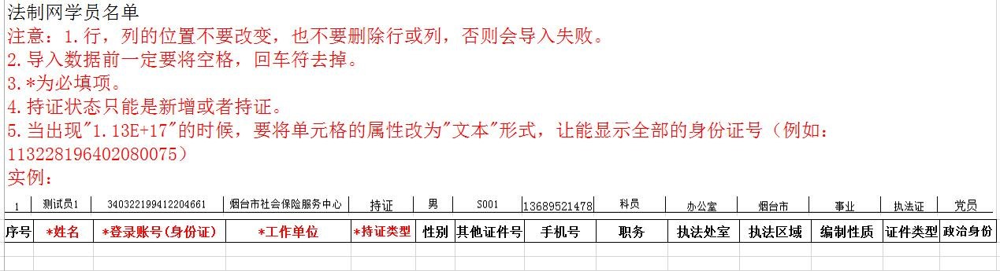 法制网学员名单
注意：1.行，列的位置不要改变，也不要删除行或列，否则会导入失败。
2.导入数据前一定要将空格，回车符去掉。
3.*为必填项。
4.持证状态只能是新增或者持证。
5.当出现"1.13E+17"的时候，要将单元格的属性改为"文本"形式，让能显示全部的身份证号（例如：
113228196402080075）
实例：
1 测试员1 340322199412204661 烟台市社会保险服务中心 持证 男 S001 13689521478 科员 办公室 烟台市 事业 执法证 党员
序号 *姓名 *登录账号(身份证) *工作单位 *持证类型 性别 其他证件号 手机号 职务 执法处室 执法区域 编制性质 证件类型 政治身份